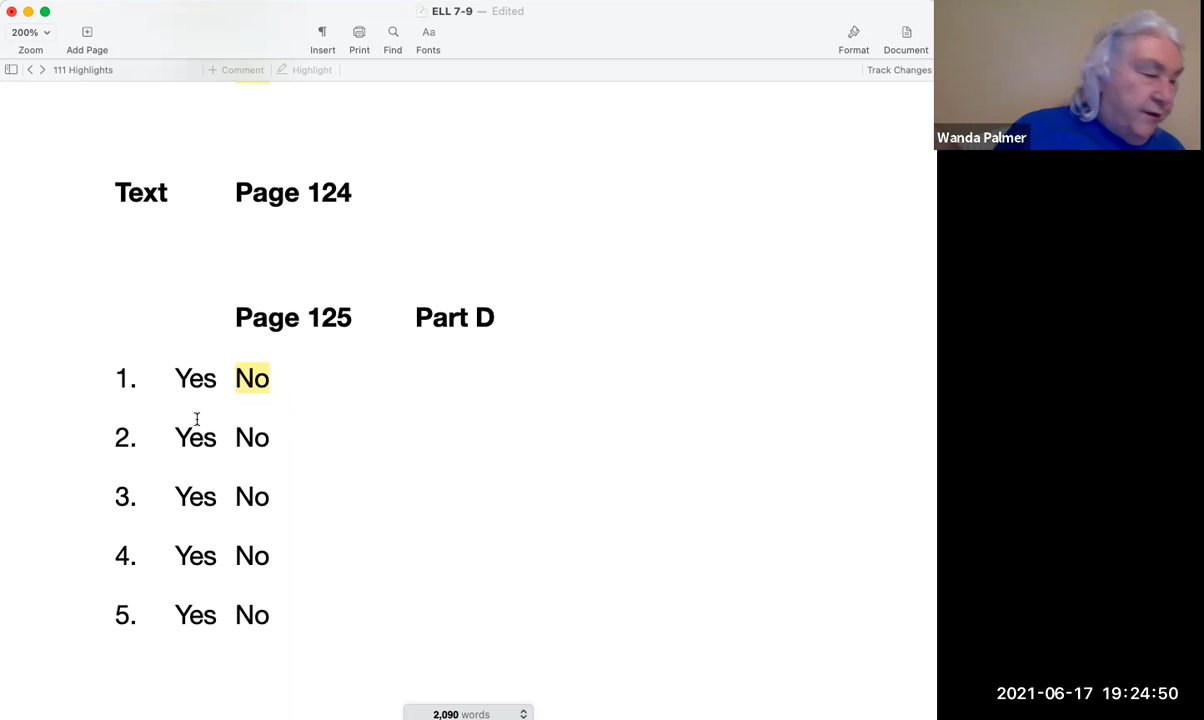 ELL 7-9 — Edited
200%
Zoom
Add Page
Insert
Print
Find
Fonts
Format
Document
111 Highlights
+ Comment
Highlight
Track Changes
Wanda Palmer
Text Page 124
Page 125 Part D
1. Yes No
2. Yes No
3. Yes No
4. Yes No
5. Yes No
2021-06-17 19:24:50
2,090 words